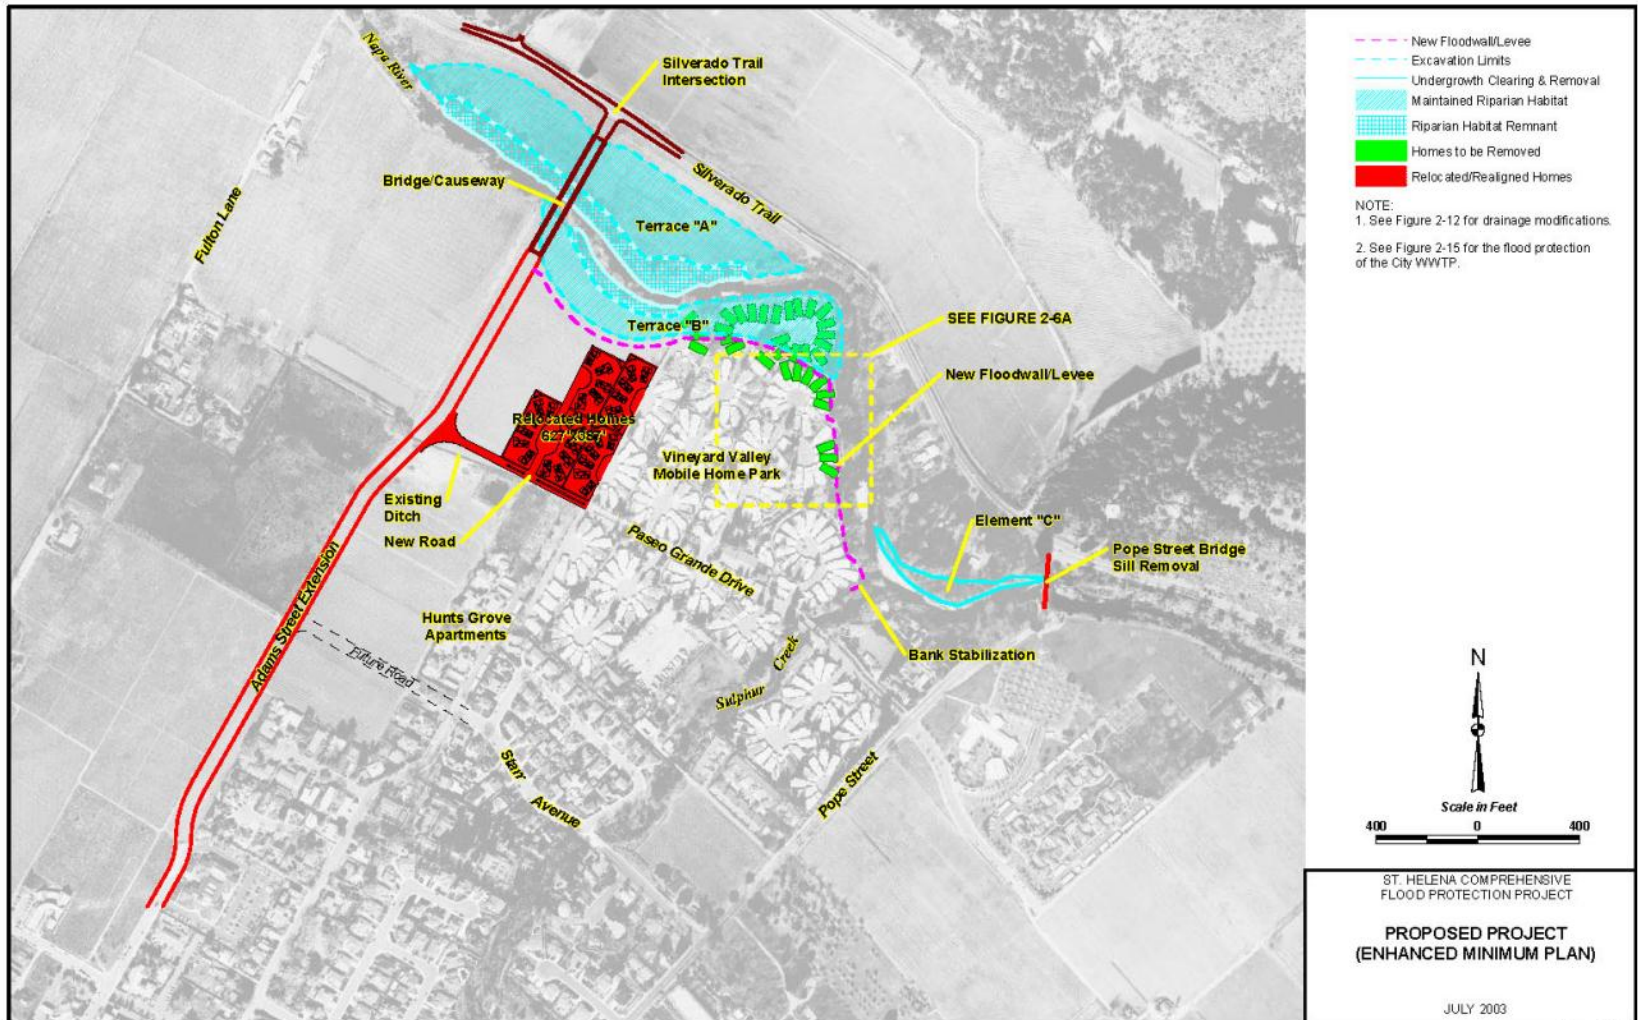 Napa River
Silverado Trail
Intersection
Bridge/Causeway
Silverado Trail
Fulton Lane
Terrace "A"
Terrace "B"
SEE FIGURE 2-6A
New Floodwall/Levee
Relocated Homes
627'x387'
Vineyard Valley
Mobile Home Park
Existing
Ditch
New Road
Element "C"
Pope Street Bridge
Sill Removal
Paseo Grande Drive
Adams Street Extension
Hunts Grove
Apartments
Future Road
Bank Stabilization
Sulphur Creek
Starr Avenue
Pope Street
New Floodwall/Levee
Excavation Limits
Undergrowth Clearing & Removal
Maintained Riparian Habitat
Riparian Habitat Remnant
Homes to be Removed
Relocated/Realigned Homes
NOTE:
1. See Figure 2-12 for drainage modifications.
2. See Figure 2-15 for the flood protection
of the City WWTP.
N
Scale in Feet
400 0 400
ST. HELENA COMPREHENSIVE
FLOOD PROTECTION PROJECT
PROPOSED PROJECT
(ENHANCED MINIMUM PLAN)
JULY 2003